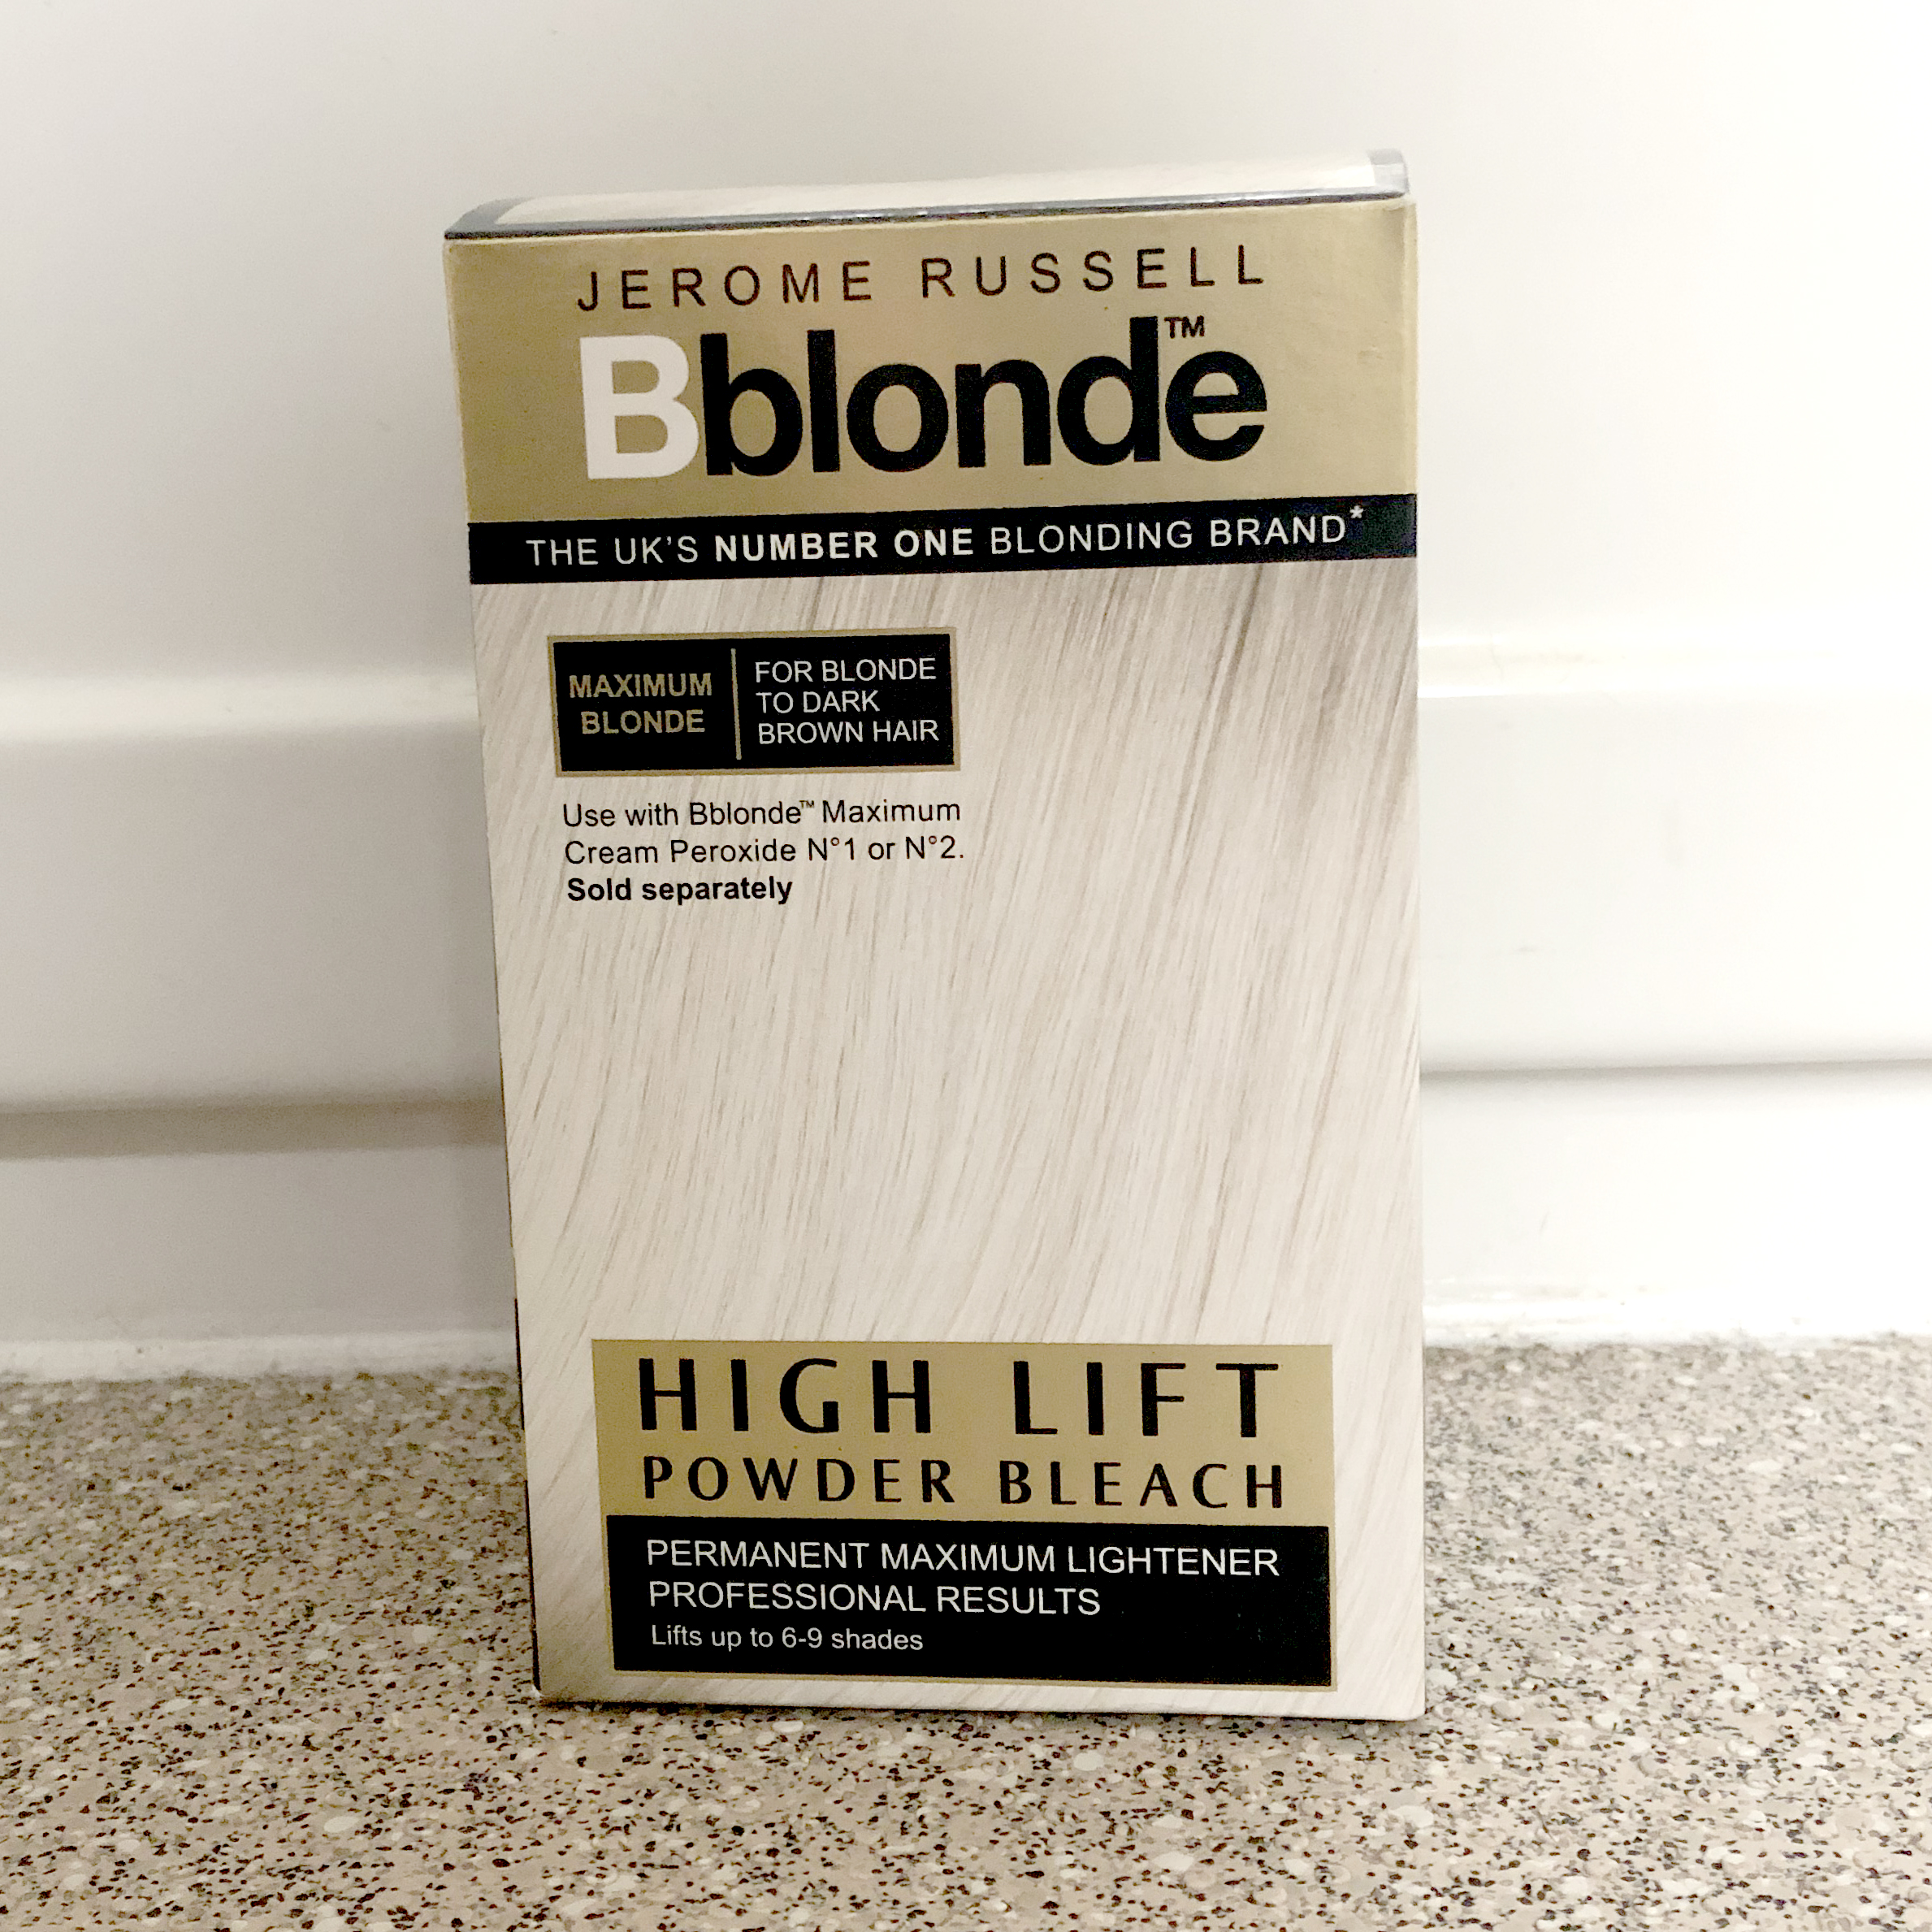 JEROME RUSSELL
Bblonde™
THE UK'S NUMBER ONE BLONDING BRAND*
MAXIMUM
BLONDE
FOR BLONDE
TO DARK
BROWN HAIR
Use with Bblonde™ Maximum
Cream Peroxide N°1 or N°2.
Sold separately
HIGH LIFT
POWDER BLEACH
PERMANENT MAXIMUM LIGHTENER
PROFESSIONAL RESULTS
Lifts up to 6-9 shades